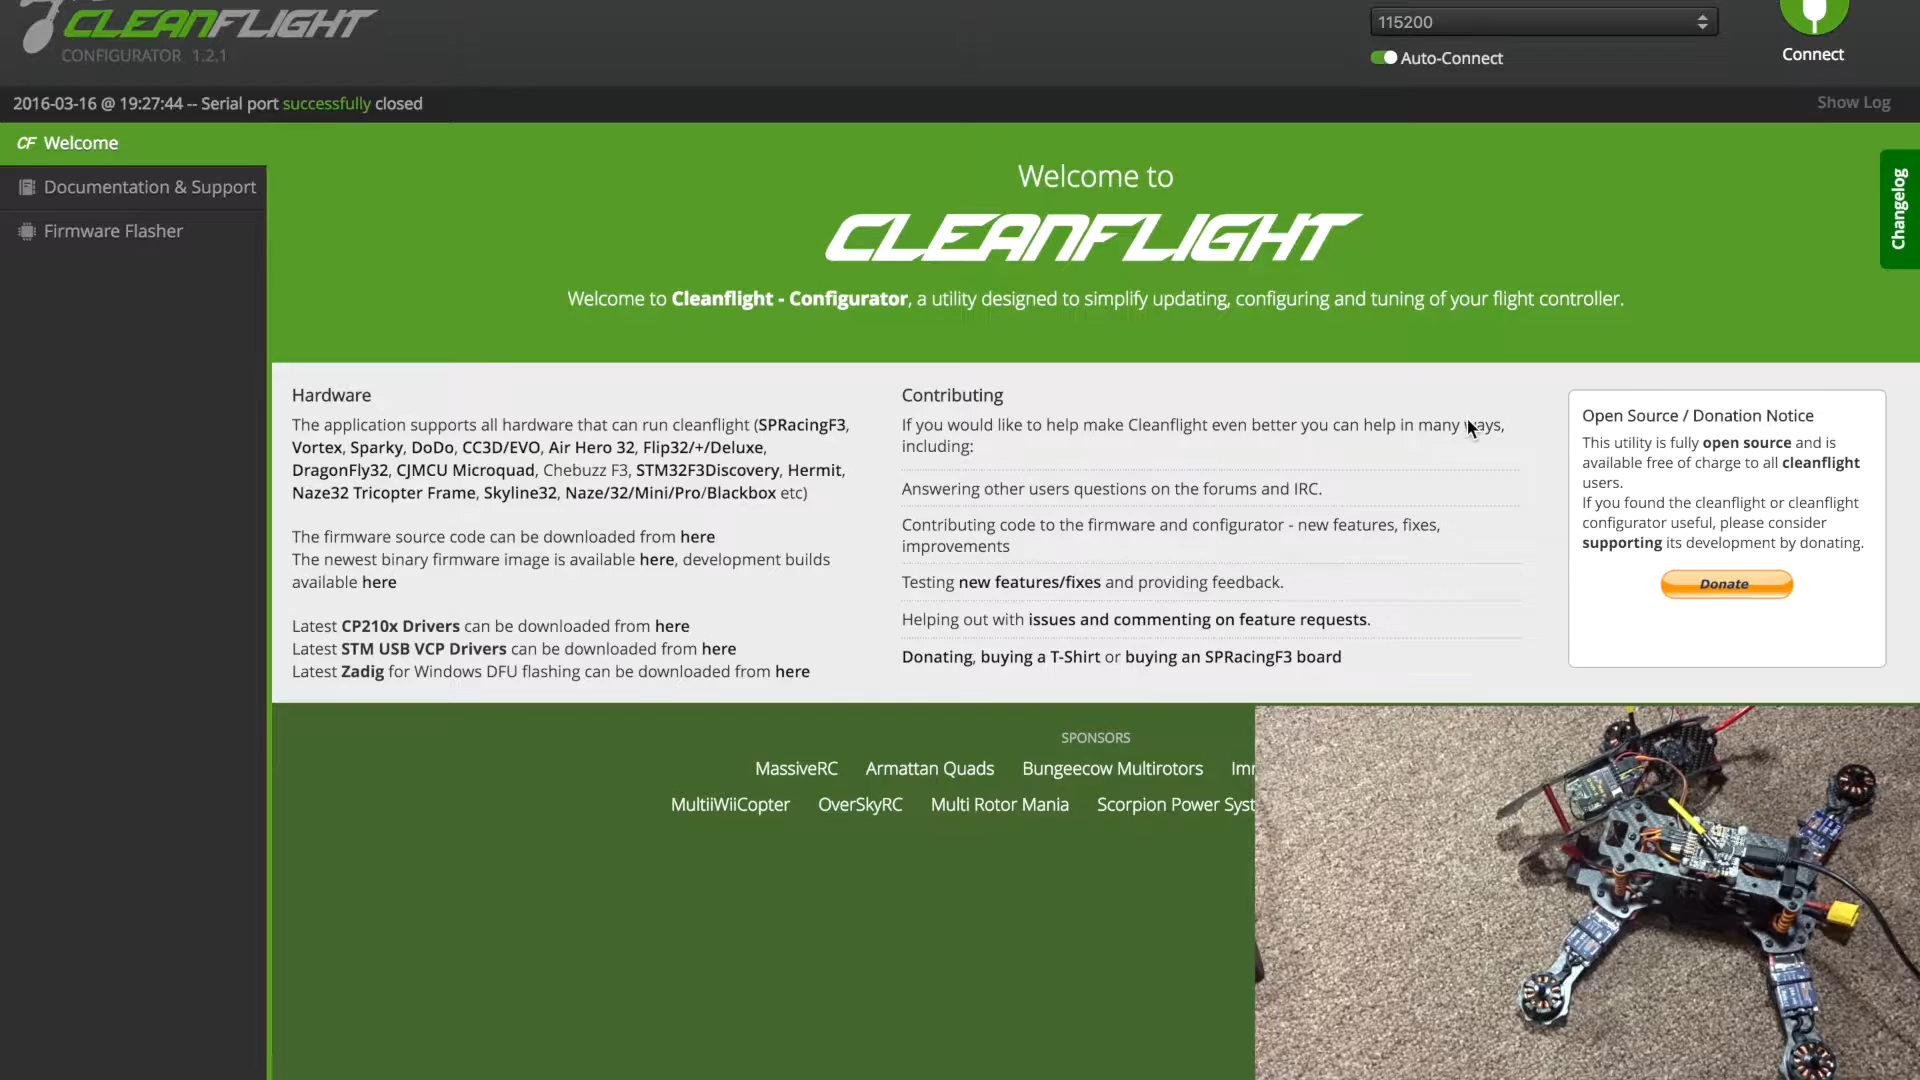 CLEANFLIGHT
CONFIGURATOR 1.2.1
115200
Auto-Connect
Connect
2016-03-16 @ 19:27:44 -- Serial port successfully closed
Show Log
CF Welcome
Documentation & Support
Firmware Flasher
Changelog
Welcome to
CLEANFLIGHT
Welcome to Cleanflight - Configurator, a utility designed to simplify updating, configuring and tuning of your flight controller.
Hardware
The application supports all hardware that can run cleanflight (SPRacingF3,
Vortex, Sparky, DoDo, CC3D/EVO, Air Hero 32, Flip32/+/Deluxe,
DragonFly32, CJMCU Microquad, Chebuzz F3, STM32F3Discovery, Hermit,
Naze32 Tricopter Frame, Skyline32, Naze/32/Mini/Pro/Blackbox etc)
The firmware source code can be downloaded from here
The newest binary firmware image is available here, development builds
available here
Latest CP210x Drivers can be downloaded from here
Latest STM USB VCP Drivers can be downloaded from here
Latest Zadig for Windows DFU flashing can be downloaded from here
Contributing
If you would like to help make Cleanflight even better you can help in many ways,
including:
Answering other users questions on the forums and IRC.
Contributing code to the firmware and configurator - new features, fixes,
improvements
Testing new features/fixes and providing feedback.
Helping out with issues and commenting on feature requests.
Donating, buying a T-Shirt or buying an SPRacingF3 board
Open Source / Donation Notice
This utility is fully open source and is
available free of charge to all cleanflight
users.
If you found the cleanflight or cleanflight
configurator useful, please consider
supporting its development by donating.
Donate
SPONSORS
MassiveRC Armattan Quads Bungeecow Multirotors
MultiiWiiCopter OverSkyRC Multi Rotor Mania Scorpion Power Syst